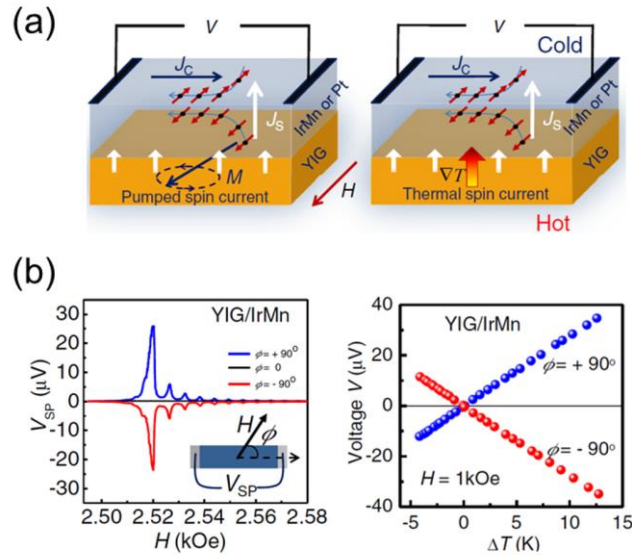 (a)
V
V
J_C
J_S
IrMn or Pt
YIG
M
Pumped spin current
H
Cold
J_C
J_S
IrMn or Pt
YIG
∇T
Thermal spin current
Hot
(b)
YIG/IrMn
ϕ= +90°
ϕ= 0
ϕ= -90°
H
ϕ
V_SP
V_SP (μV)
30
20
10
0
-10
-20
-30
2.50 2.52 2.54 2.56 2.58
H (kOe)
YIG/IrMn
ϕ= + 90°
ϕ= - 90°
H = 1kOe
Voltage V (μV)
40
20
0
-20
-40
-5 0 5 10 15
ΔT (K)